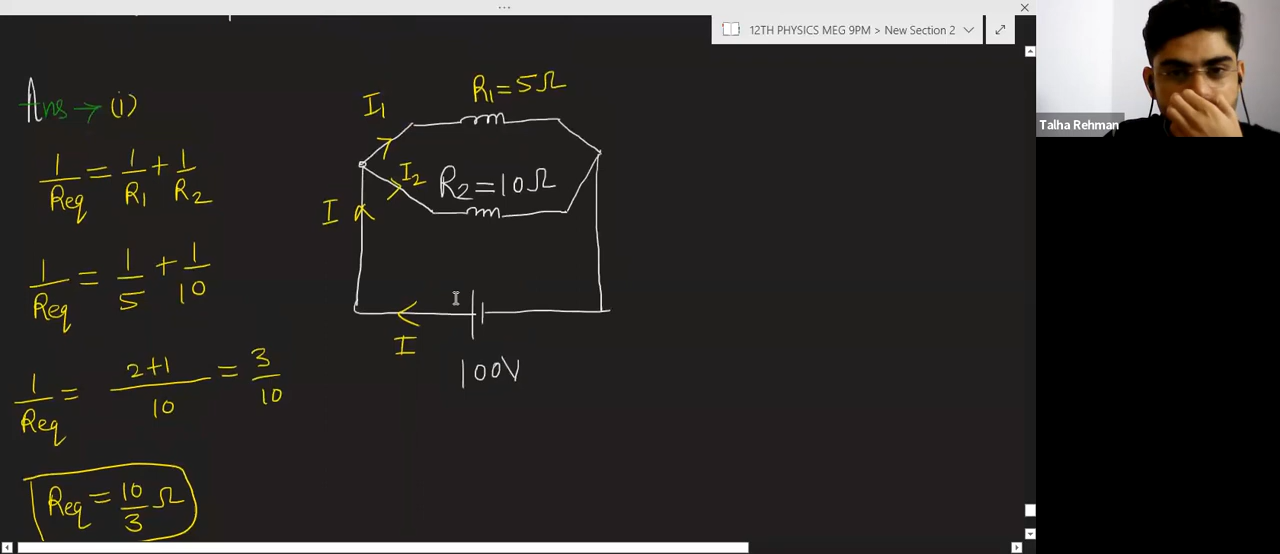 12TH PHYSICS MEG 9PM > New Section 2
Talha Rehman
Ans → (i)
1/Req = 1/R1 + 1/R2
1/Req = 1/5 + 1/10
1/Req = 2+1/10 = 3/10
Req = 10/3 Ω
R1 = 5Ω
I1
I2
R2 = 10Ω
I
I
100V